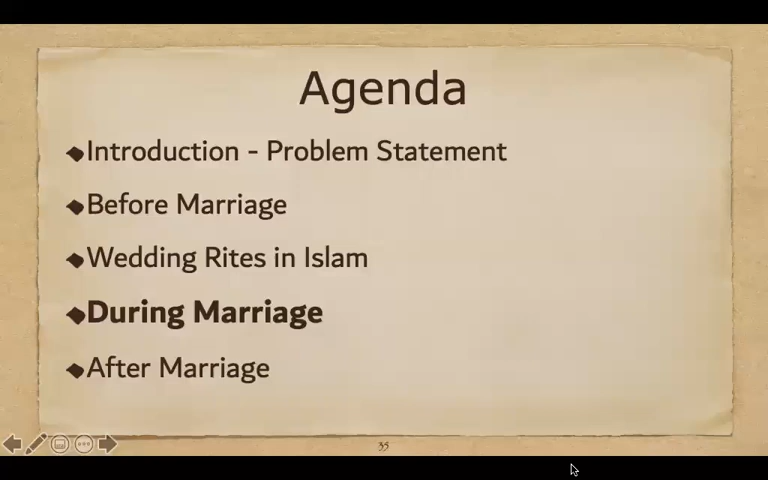 Agenda
Introduction - Problem Statement
Before Marriage
Wedding Rites in Islam
During Marriage
After Marriage
35